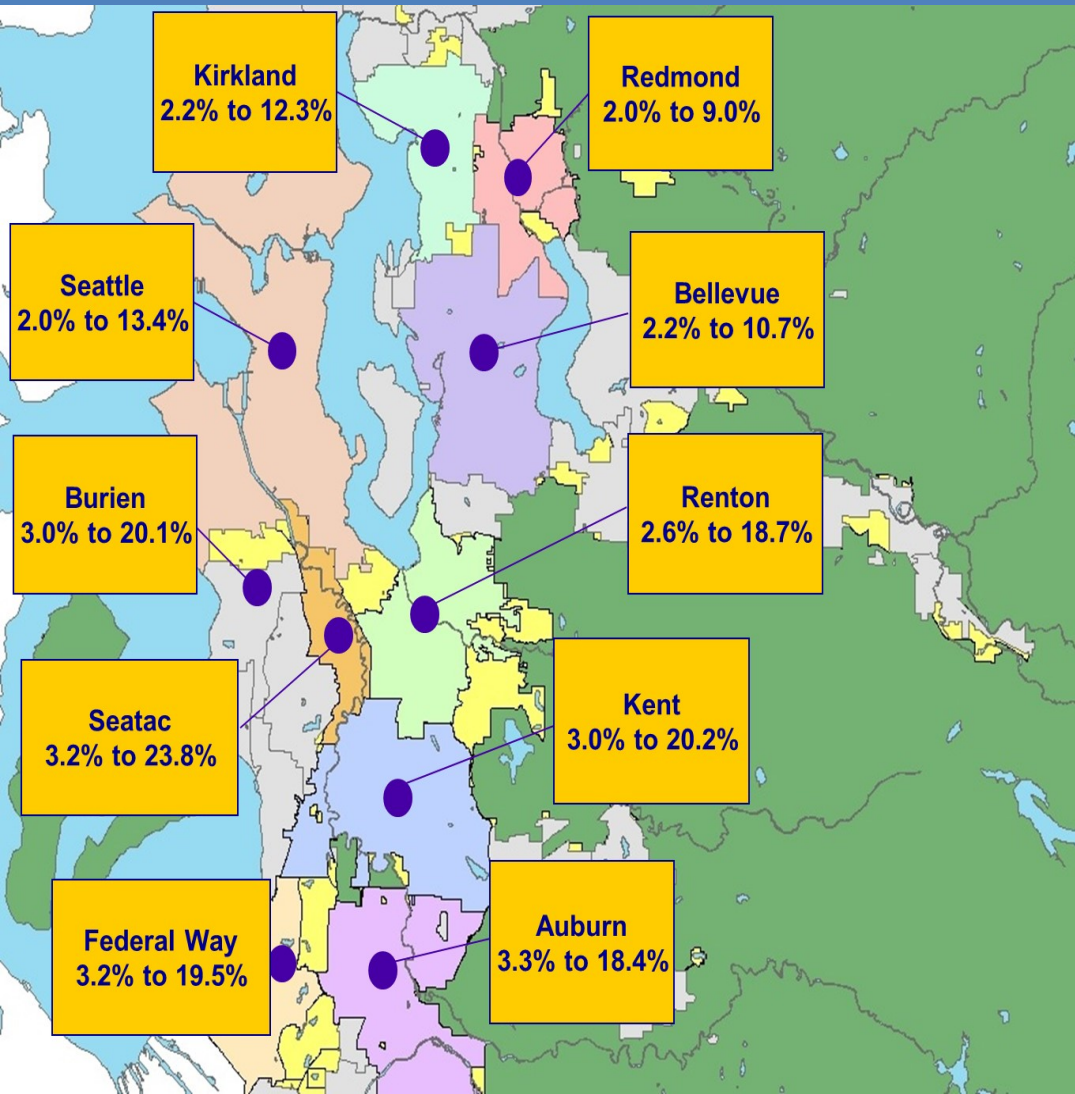 Kirkland
2.2% to 12.3%
Redmond
2.0% to 9.0%
Seattle
2.0% to 13.4%
Bellevue
2.2% to 10.7%
Burien
3.0% to 20.1%
Renton
2.6% to 18.7%
Seatac
3.2% to 23.8%
Kent
3.0% to 20.2%
Federal Way
3.2% to 19.5%
Auburn
3.3% to 18.4%